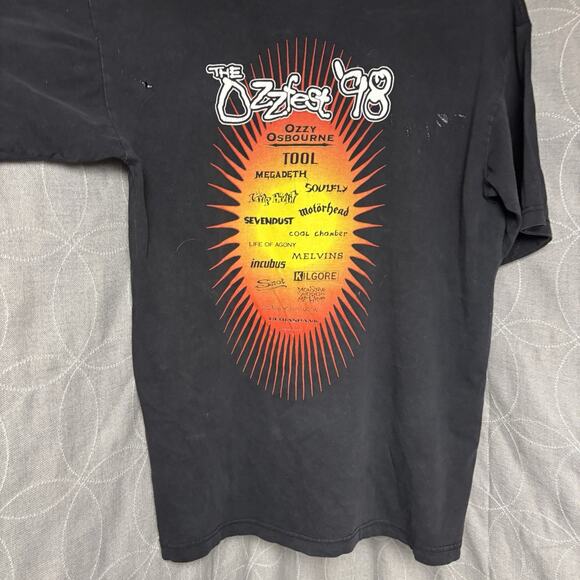 THE
Ozzfest '98
OZZY
OSBOURNE
TOOL
MEGADETH
SOULFLY
limp bizkit
motörhead
SEVENDUST
coal chamber
LIFE OF AGONY
MELVINS
incubus
KILGORE
Snot